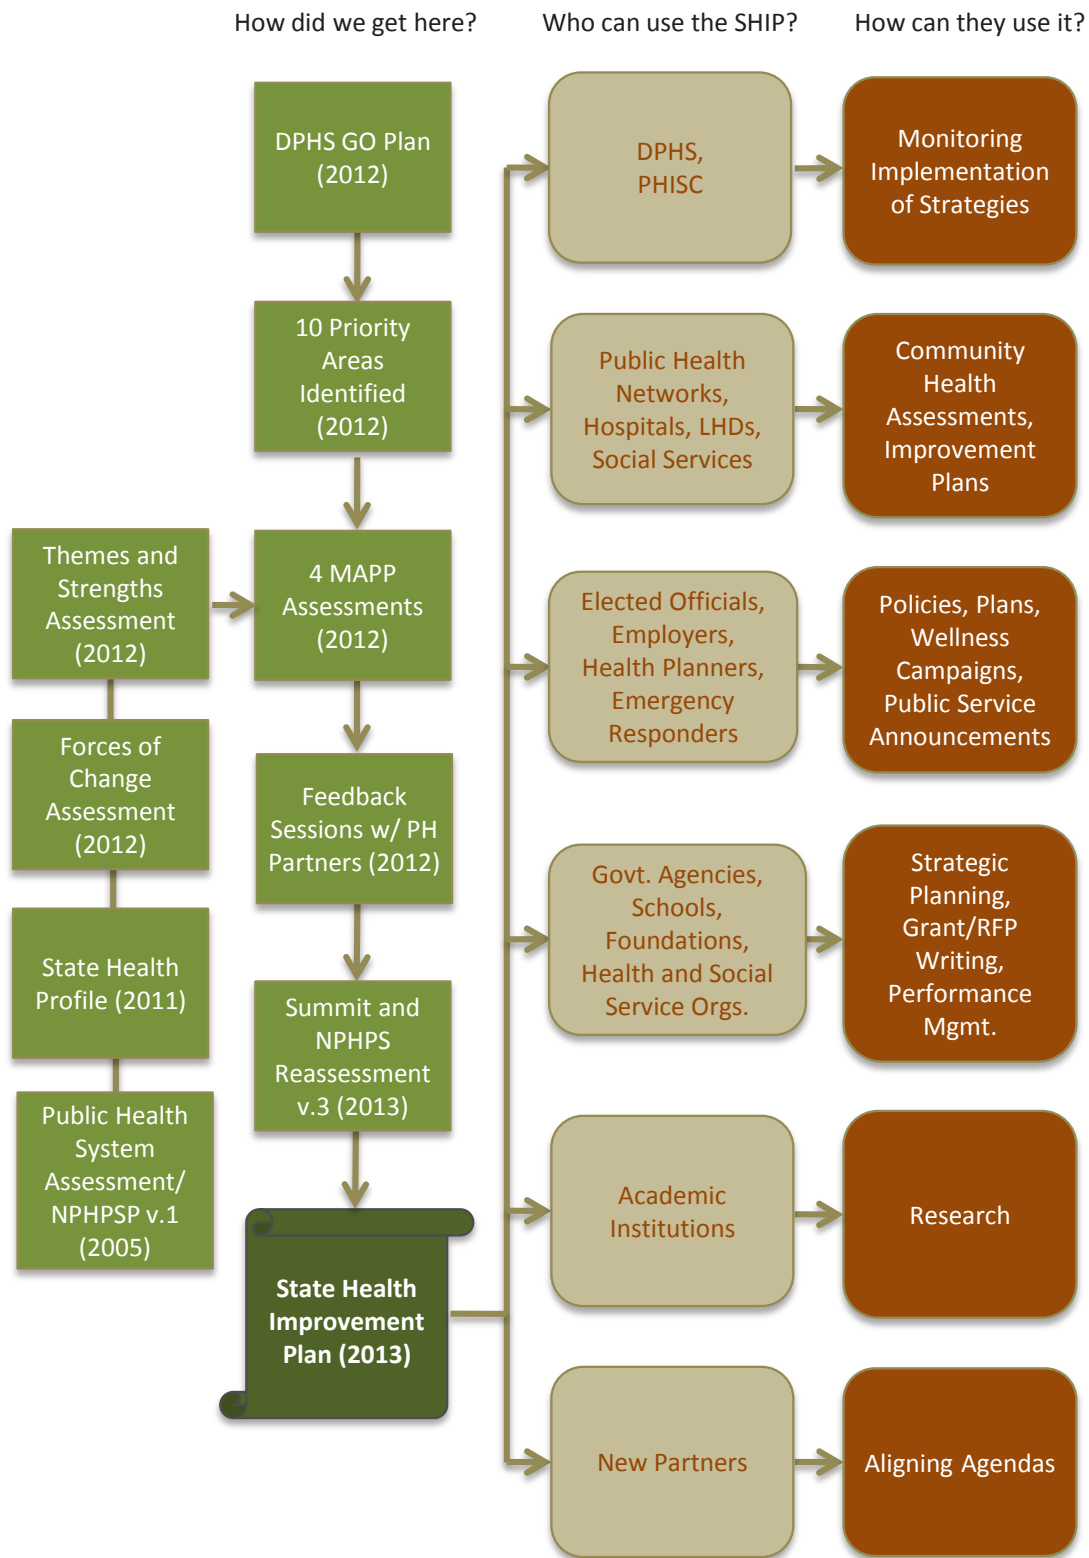 How did we get here?
Who can use the SHIP?
How can they use it?
DPHS GO Plan
(2012)
10 Priority
Areas
Identified
(2012)
4 MAPP
Assessments
(2012)
Themes and
Strengths
Assessment
(2012)
Forces of
Change
Assessment
(2012)
State Health
Profile (2011)
Public Health
System
Assessment/
NPHPSP v.1
(2005)
Feedback
Sessions w/ PH
Partners (2012)
Summit and
NPHPS
Reassessment
v.3 (2013)
State Health
Improvement
Plan (2013)
DPHS,
PHISC
Monitoring
Implementation
of Strategies
Public Health
Networks,
Hospitals, LHDs,
Social Services
Community
Health
Assessments,
Improvement
Plans
Elected Officials,
Employers,
Health Planners,
Emergency
Responders
Policies, Plans,
Wellness
Campaigns,
Public Service
Announcements
Govt. Agencies,
Schools,
Foundations,
Health and Social
Service Orgs.
Strategic
Planning,
Grant/RFP
Writing,
Performance
Mgmt.
Academic
Institutions
Research
New Partners
Aligning Agendas